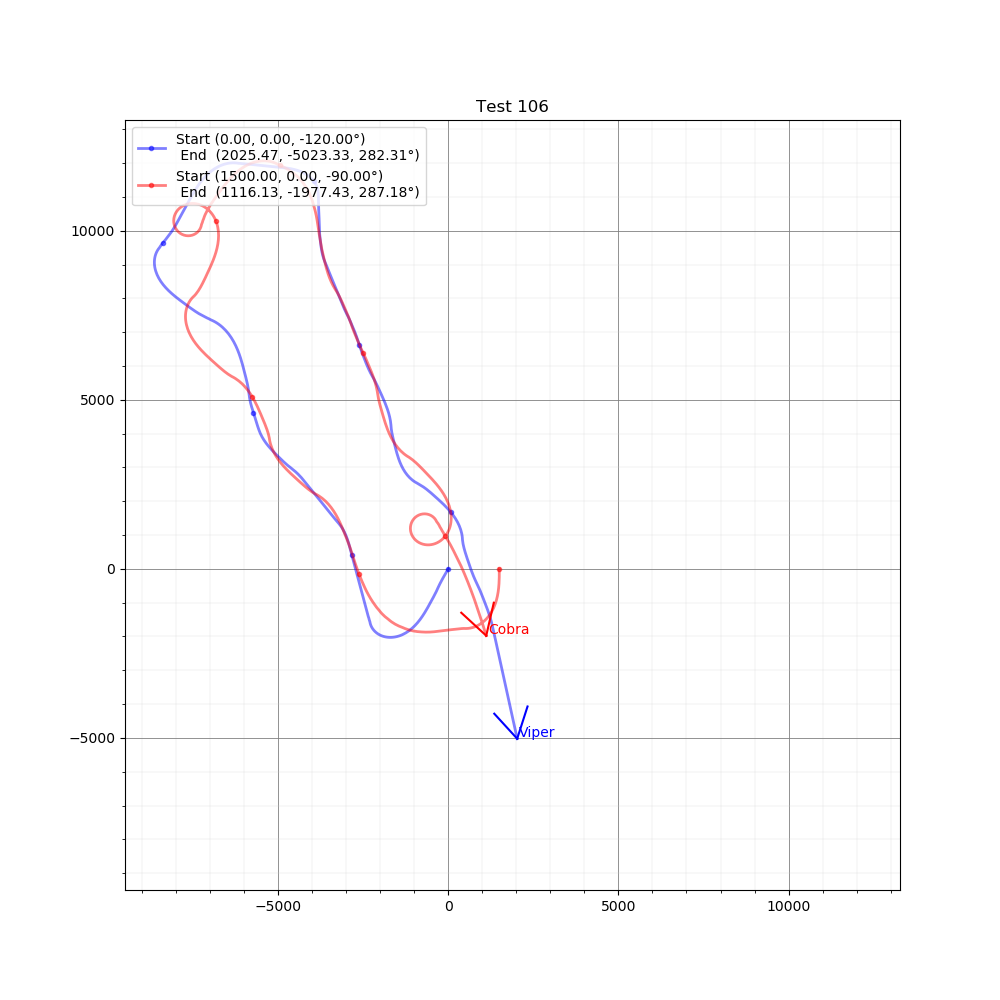 Test 106
Start (0.00, 0.00, -120.00°)
End  (2025.47, -5023.33, 282.31°)
Start (1500.00, 0.00, -90.00°)
End  (1116.13, -1977.43, 287.18°)
10000
5000
0
−5000
Cobra
Viper
−5000
0
5000
10000